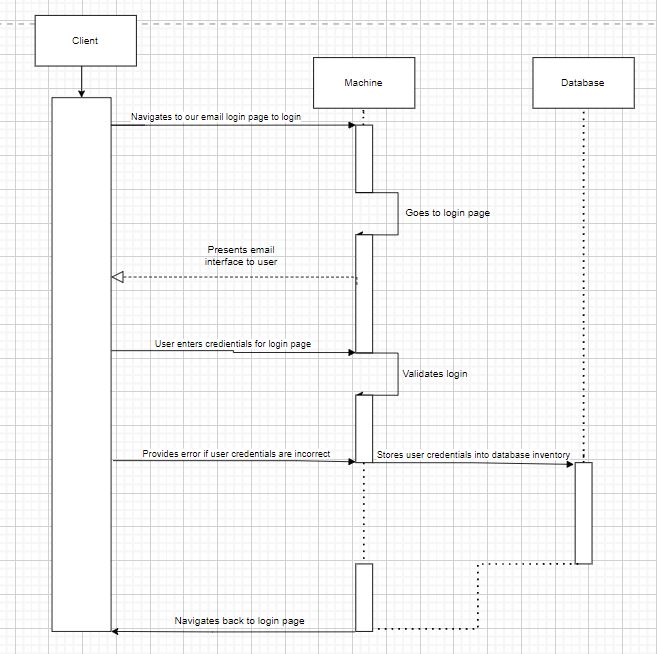 Client
Machine
Database
Navigates to our email login page to login
Goes to login page
Presents email
interface to user
User enters credentials for login page
Validates login
Provides error if user credentials are incorrect
Stores user credentials into database inventory
Navigates back to login page